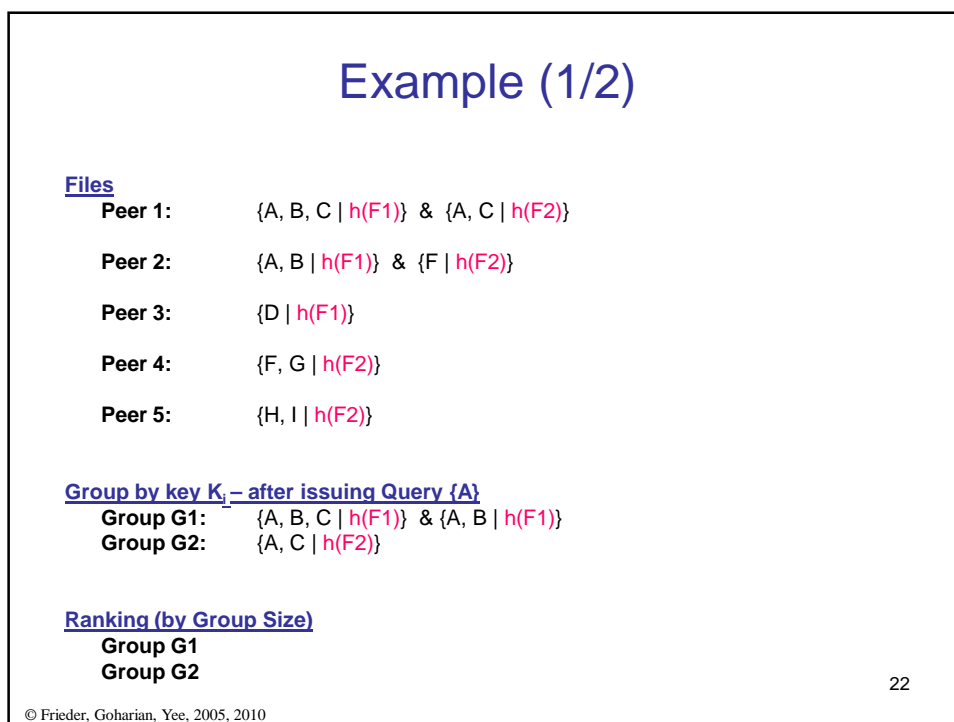 Example (1/2)
Files
Peer 1: {A, B, C | h(F1)} & {A, C | h(F2)}
Peer 2: {A, B | h(F1)} & {F | h(F2)}
Peer 3: {D | h(F1)}
Peer 4: {F, G | h(F2)}
Peer 5: {H, I | h(F2)}
Group by key Ki – after issuing Query {A}
Group G1: {A, B, C | h(F1)} & {A, B | h(F1)}
Group G2: {A, C | h(F2)}
Ranking (by Group Size)
Group G1
Group G2
22
© Frieder, Goharian, Yee, 2005, 2010